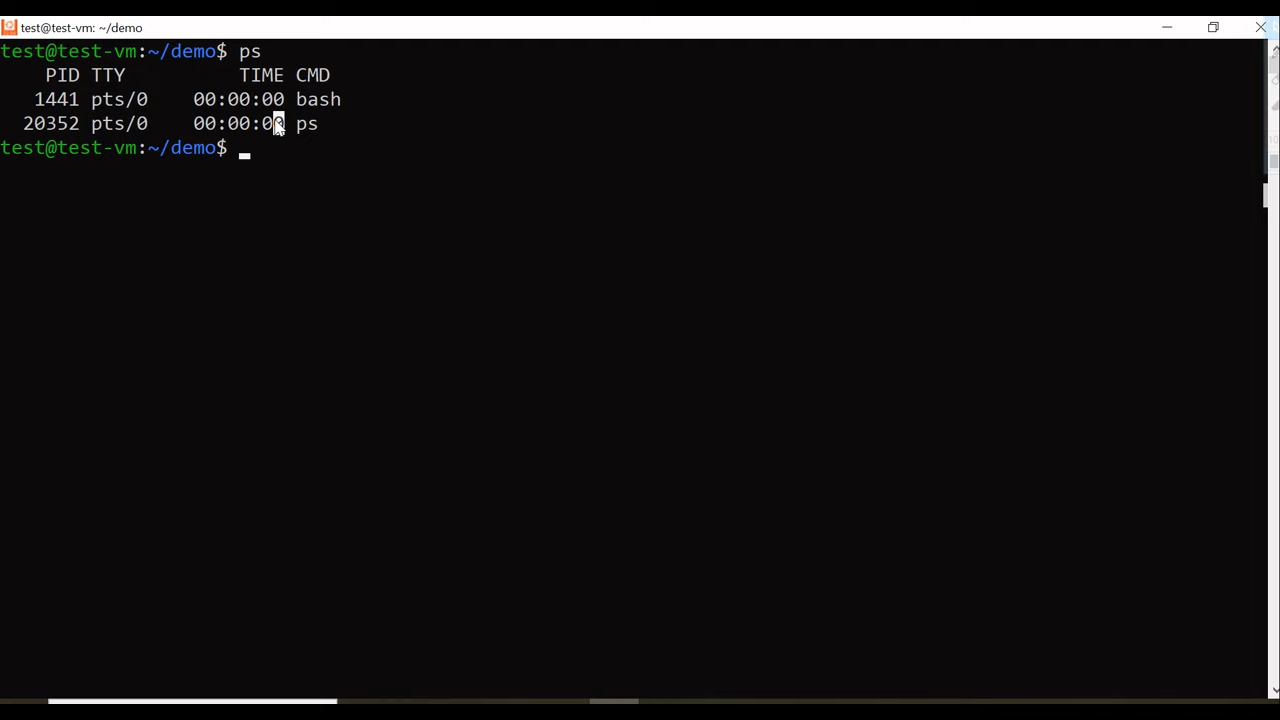 test@test-vm: ~/demo
test@test-vm:~/demo$ ps
    PID TTY          TIME CMD
   1441 pts/0    00:00:00 bash
  20352 pts/0    00:00:00 ps
test@test-vm:~/demo$